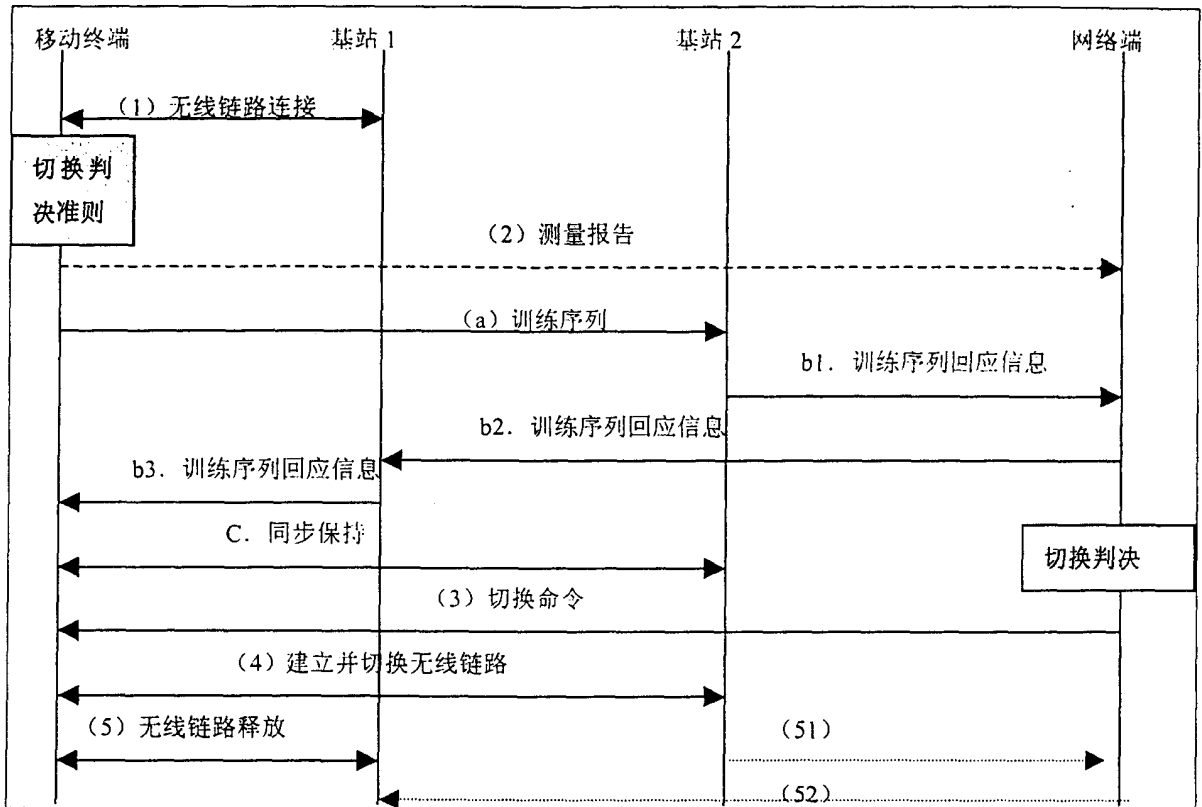 移动终端
基站 1
基站 2
网络端
（1）无线链路连接
切换判
决准则
（2）测量报告
（a）训练序列
b1．训练序列回应信息
b2．训练序列回应信息
b3．训练序列回应信息
C．同步保持
切换判决
（3）切换命令
（4）建立并切换无线链路
（5）无线链路释放
（51）
（52）